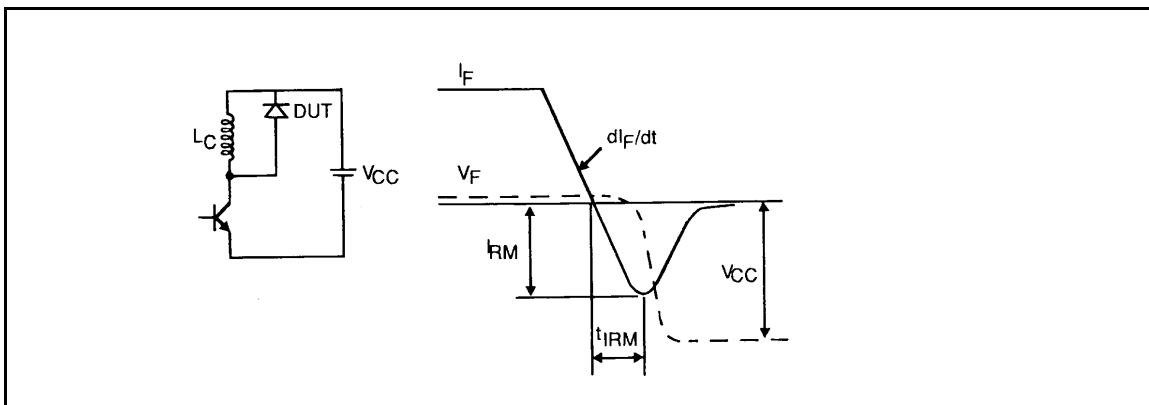 DUT
LC
VCC
IF
dIF/dt
VF
IRM
VCC
tIRM